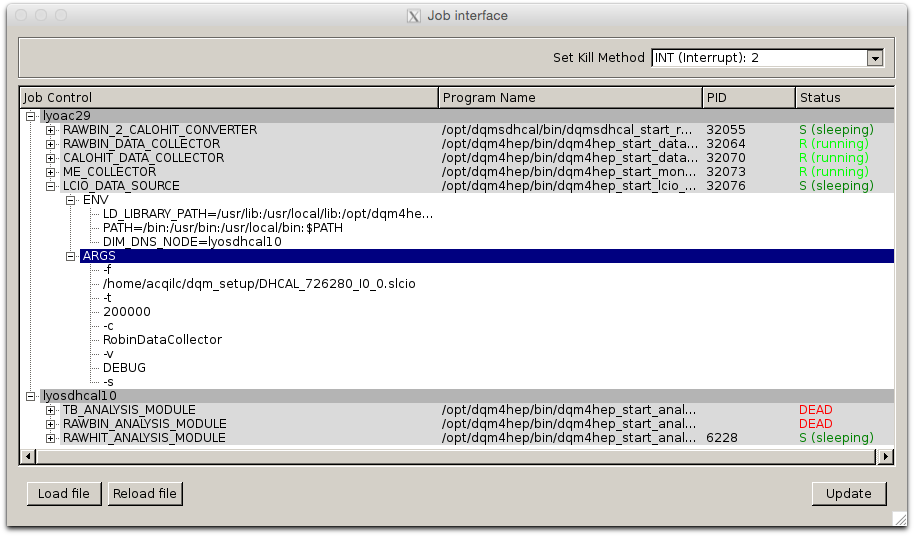 Job interface
Set Kill Method INT (Interrupt): 2
Job Control Program Name PID Status
lyoac29
RAWBIN_2_CALOHIT_CONVERTER /opt/dqmsdhcal/bin/dqmsdhcal_start_r... 32055 S (sleeping)
RAWBIN_DATA_COLLECTOR /opt/dqm4hep/bin/dqm4hep_start_data... 32064 R (running)
CALOHIT_DATA_COLLECTOR /opt/dqm4hep/bin/dqm4hep_start_data... 32070 R (running)
ME_COLLECTOR /opt/dqm4hep/bin/dqm4hep_start_mon... 32073 R (running)
LCIO_DATA_SOURCE /opt/dqm4hep/bin/dqm4hep_start_lcio_... 32076 S (sleeping)
ENV
LD_LIBRARY_PATH=/usr/lib:/usr/local/lib:/opt/dqm4he...
PATH=/bin:/usr/bin:/usr/local/bin:$PATH
DIM_DNS_NODE=lyosdhcal10
ARGS
-f
/home/acqilc/dqm_setup/DHCAL_726280_I0_0.slcio
-t
200000
-c
RobinDataCollector
-v
DEBUG
-s
lyosdhcal10
TB_ANALYSIS_MODULE /opt/dqm4hep/bin/dqm4hep_start_anal... DEAD
RAWBIN_ANALYSIS_MODULE /opt/dqm4hep/bin/dqm4hep_start_anal... DEAD
RAWHIT_ANALYSIS_MODULE /opt/dqm4hep/bin/dqm4hep_start_anal... 6228 S (sleeping)
Load file Reload file Update